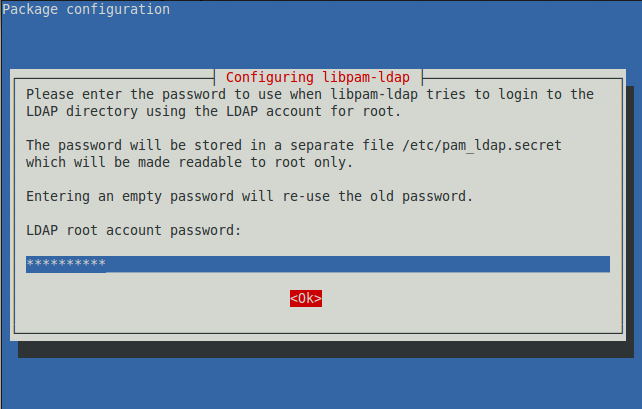 Package configuration
Configuring libpam-ldap
Please enter the password to use when libpam-ldap tries to login to the
LDAP directory using the LDAP account for root.
The password will be stored in a separate file /etc/pam_ldap.secret
which will be made readable to root only.
Entering an empty password will re-use the old password.
LDAP root account password:
**********
<Ok>